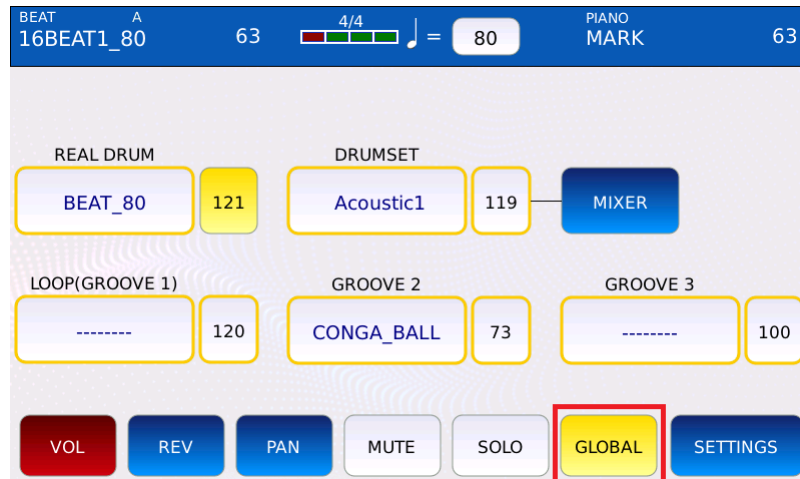 BEAT A PIANO
16BEAT1_80 63 4/4 = 80 MARK 63
REAL DRUM DRUMSET
BEAT_80 121 Acoustic1 119 MIXER
LOOP(GROOVE 1) GROOVE 2 GROOVE 3
-------- 120 CONGA_BALL 73 -------- 100
VOL REV PAN MUTE SOLO GLOBAL SETTINGS